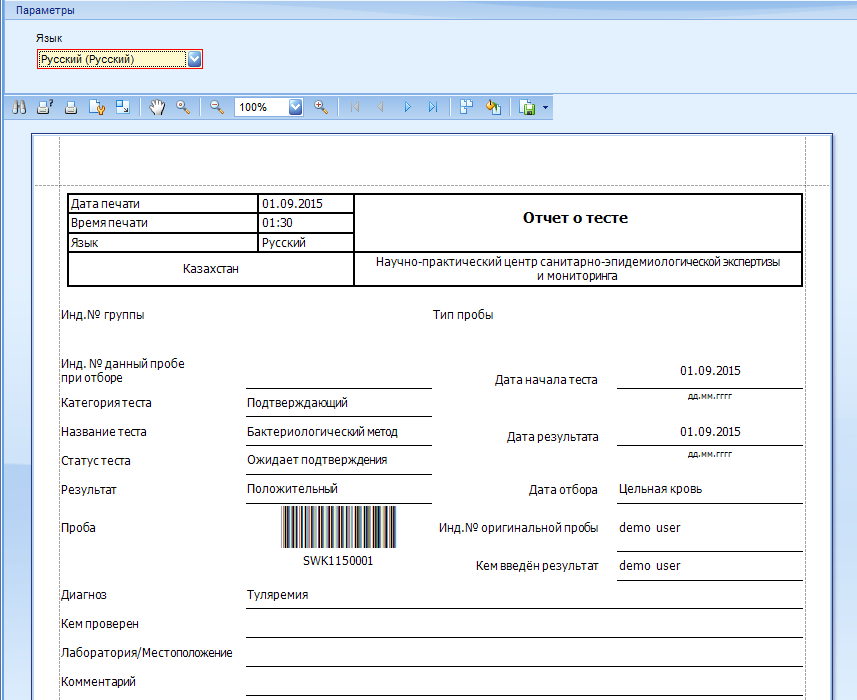 Параметры
Язык
Русский (Русский)
100%
Дата печати 01.09.2015
Время печати 01:30
Язык Русский
Отчет о тесте
Казахстан
Научно-практический центр санитарно-эпидемиологической экспертизы
и мониторинга
Инд.№ группы Тип пробы
Инд. № данный пробе
при отборе
Дата начала теста 01.09.2015
дд.мм.гггг
Категория теста Подтверждающий
Название теста Бактериологический метод
Дата результата 01.09.2015
дд.мм.гггг
Статус теста Ожидает подтверждения
Результат Положительный Дата отбора Цельная кровь
Проба Инд.№ оригинальной пробы demo user
SWK1150001 Кем введён результат demo user
Диагноз Туляремия
Кем проверен
Лаборатория/Местоположение
Комментарий